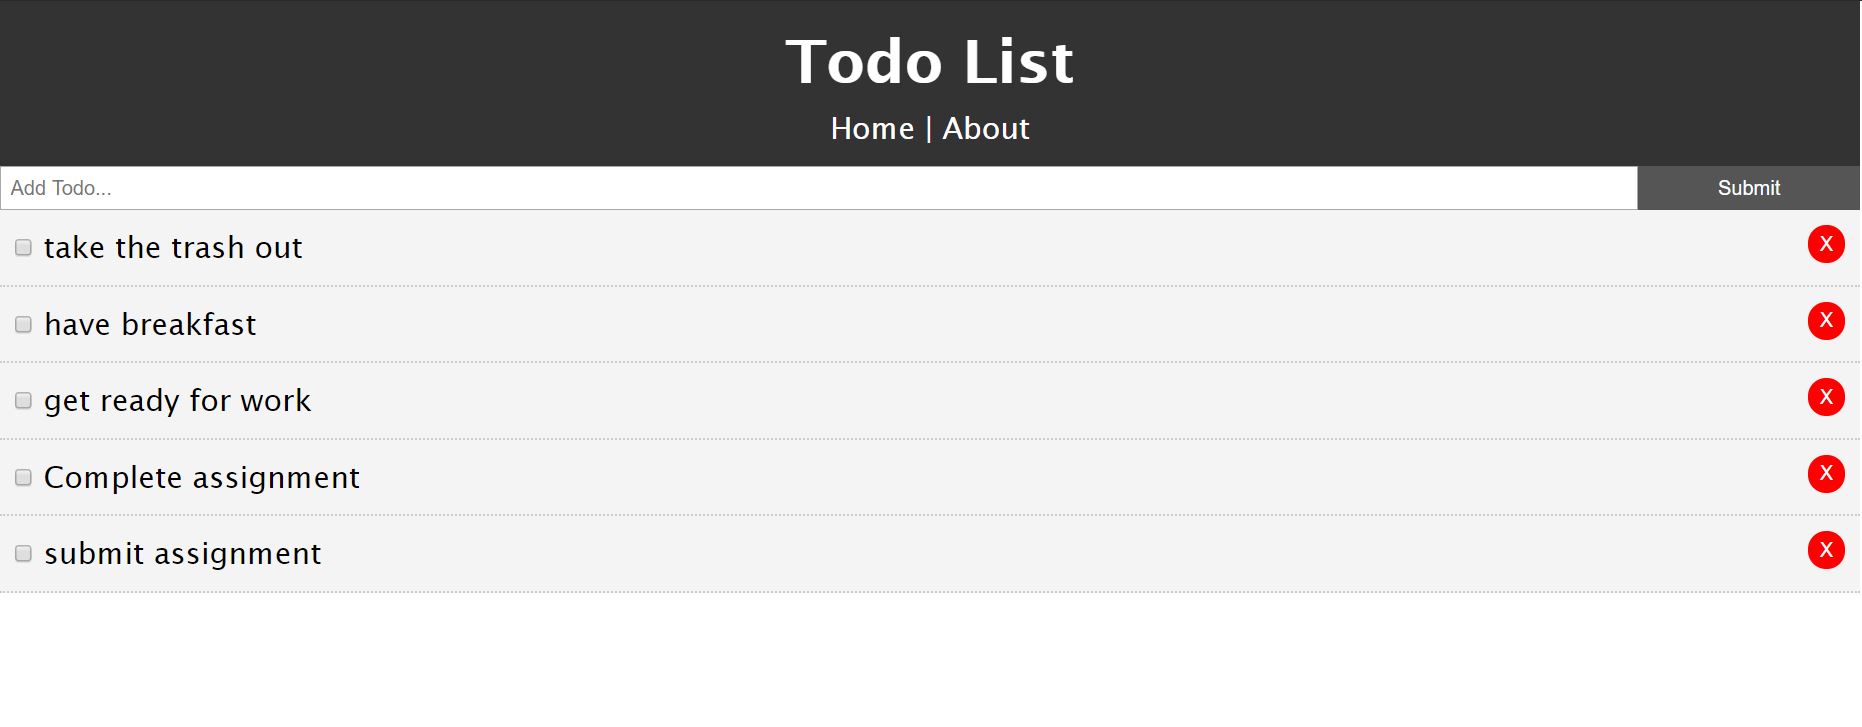 Todo List
Home | About
Add Todo... Submit
take the trash out X
have breakfast X
get ready for work X
Complete assignment X
submit assignment X